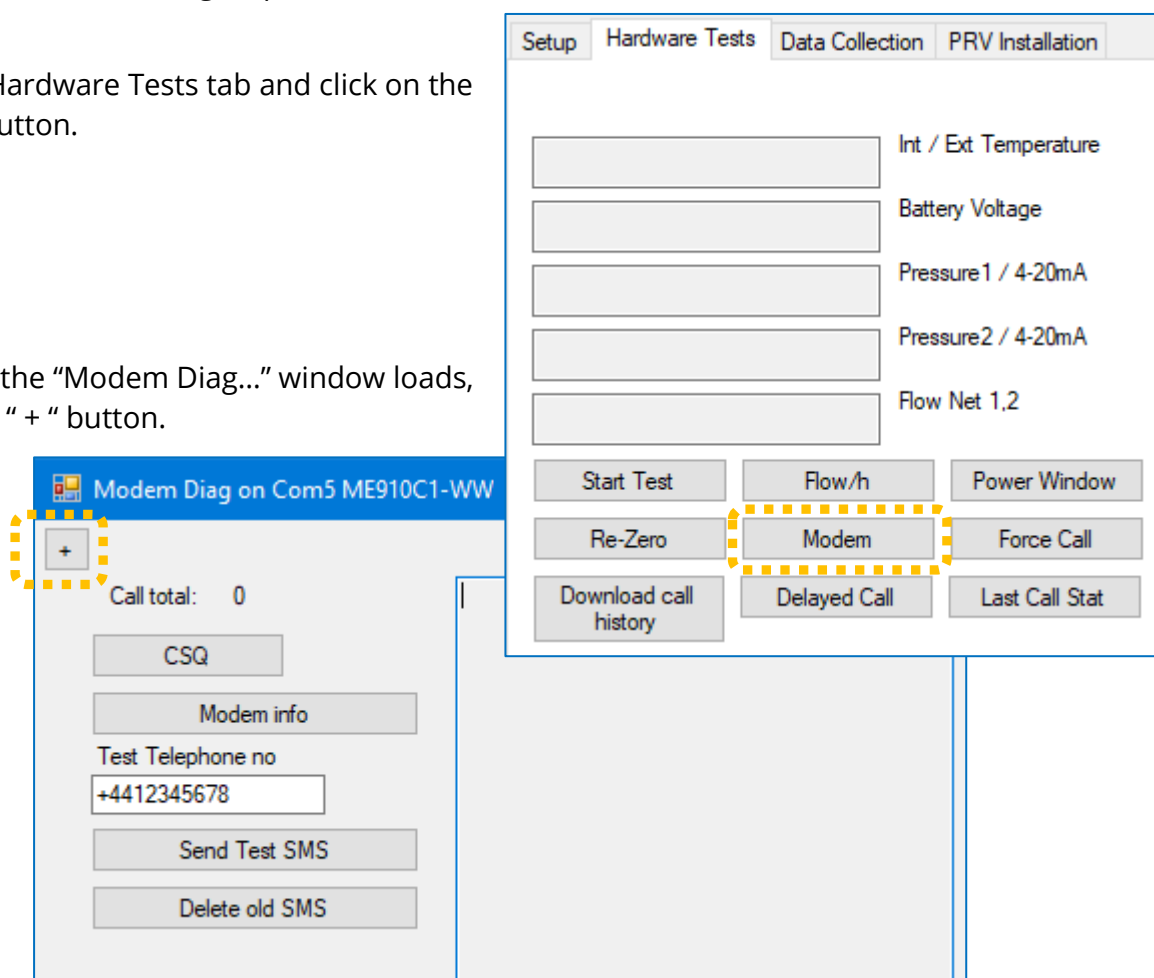 Hardware Tests tab and click on the
utton.
the “Modem Diag…” window loads,
“ + “ button.
Setup Hardware Tests Data Collection PRV Installation
Int / Ext Temperature
Battery Voltage
Pressure1 / 4-20mA
Pressure2 / 4-20mA
Flow Net 1,2
Start Test Flow/h Power Window
Re-Zero Modem Force Call
Download call
history
Delayed Call Last Call Stat
Modem Diag on Com5 ME910C1-WW
+
Call total: 0
CSQ
Modem info
Test Telephone no
+4412345678
Send Test SMS
Delete old SMS